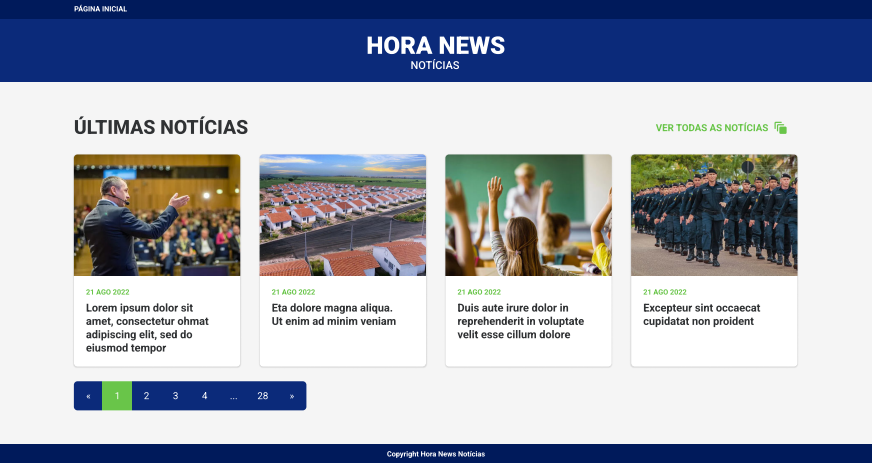 PÁGINA INICIAL
HORA NEWS
NOTÍCIAS
ÚLTIMAS NOTÍCIAS
VER TODAS AS NOTÍCIAS
21 AGO 2022
Lorem ipsum dolor sit
amet, consectetur ohmat
adipiscing elit, sed do
eiusmod tempor
21 AGO 2022
Eta dolore magna aliqua.
Ut enim ad minim veniam
21 AGO 2022
Duis aute irure dolor in
reprehenderit in voluptate
velit esse cillum dolore
21 AGO 2022
Excepteur sint occaecat
cupidatat non proident
« 1 2 3 4 ... 28 »
Copyright Hora News Notícias